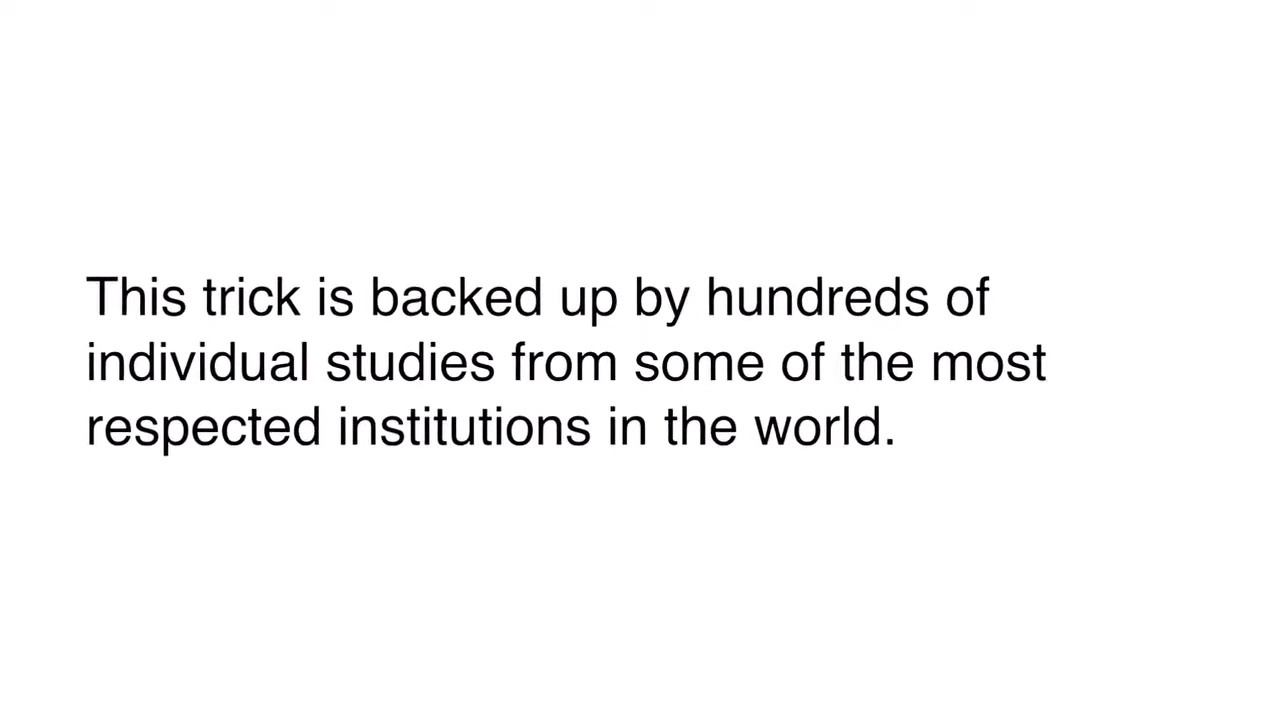 This trick is backed up by hundreds of
individual studies from some of the most
respected institutions in the world.